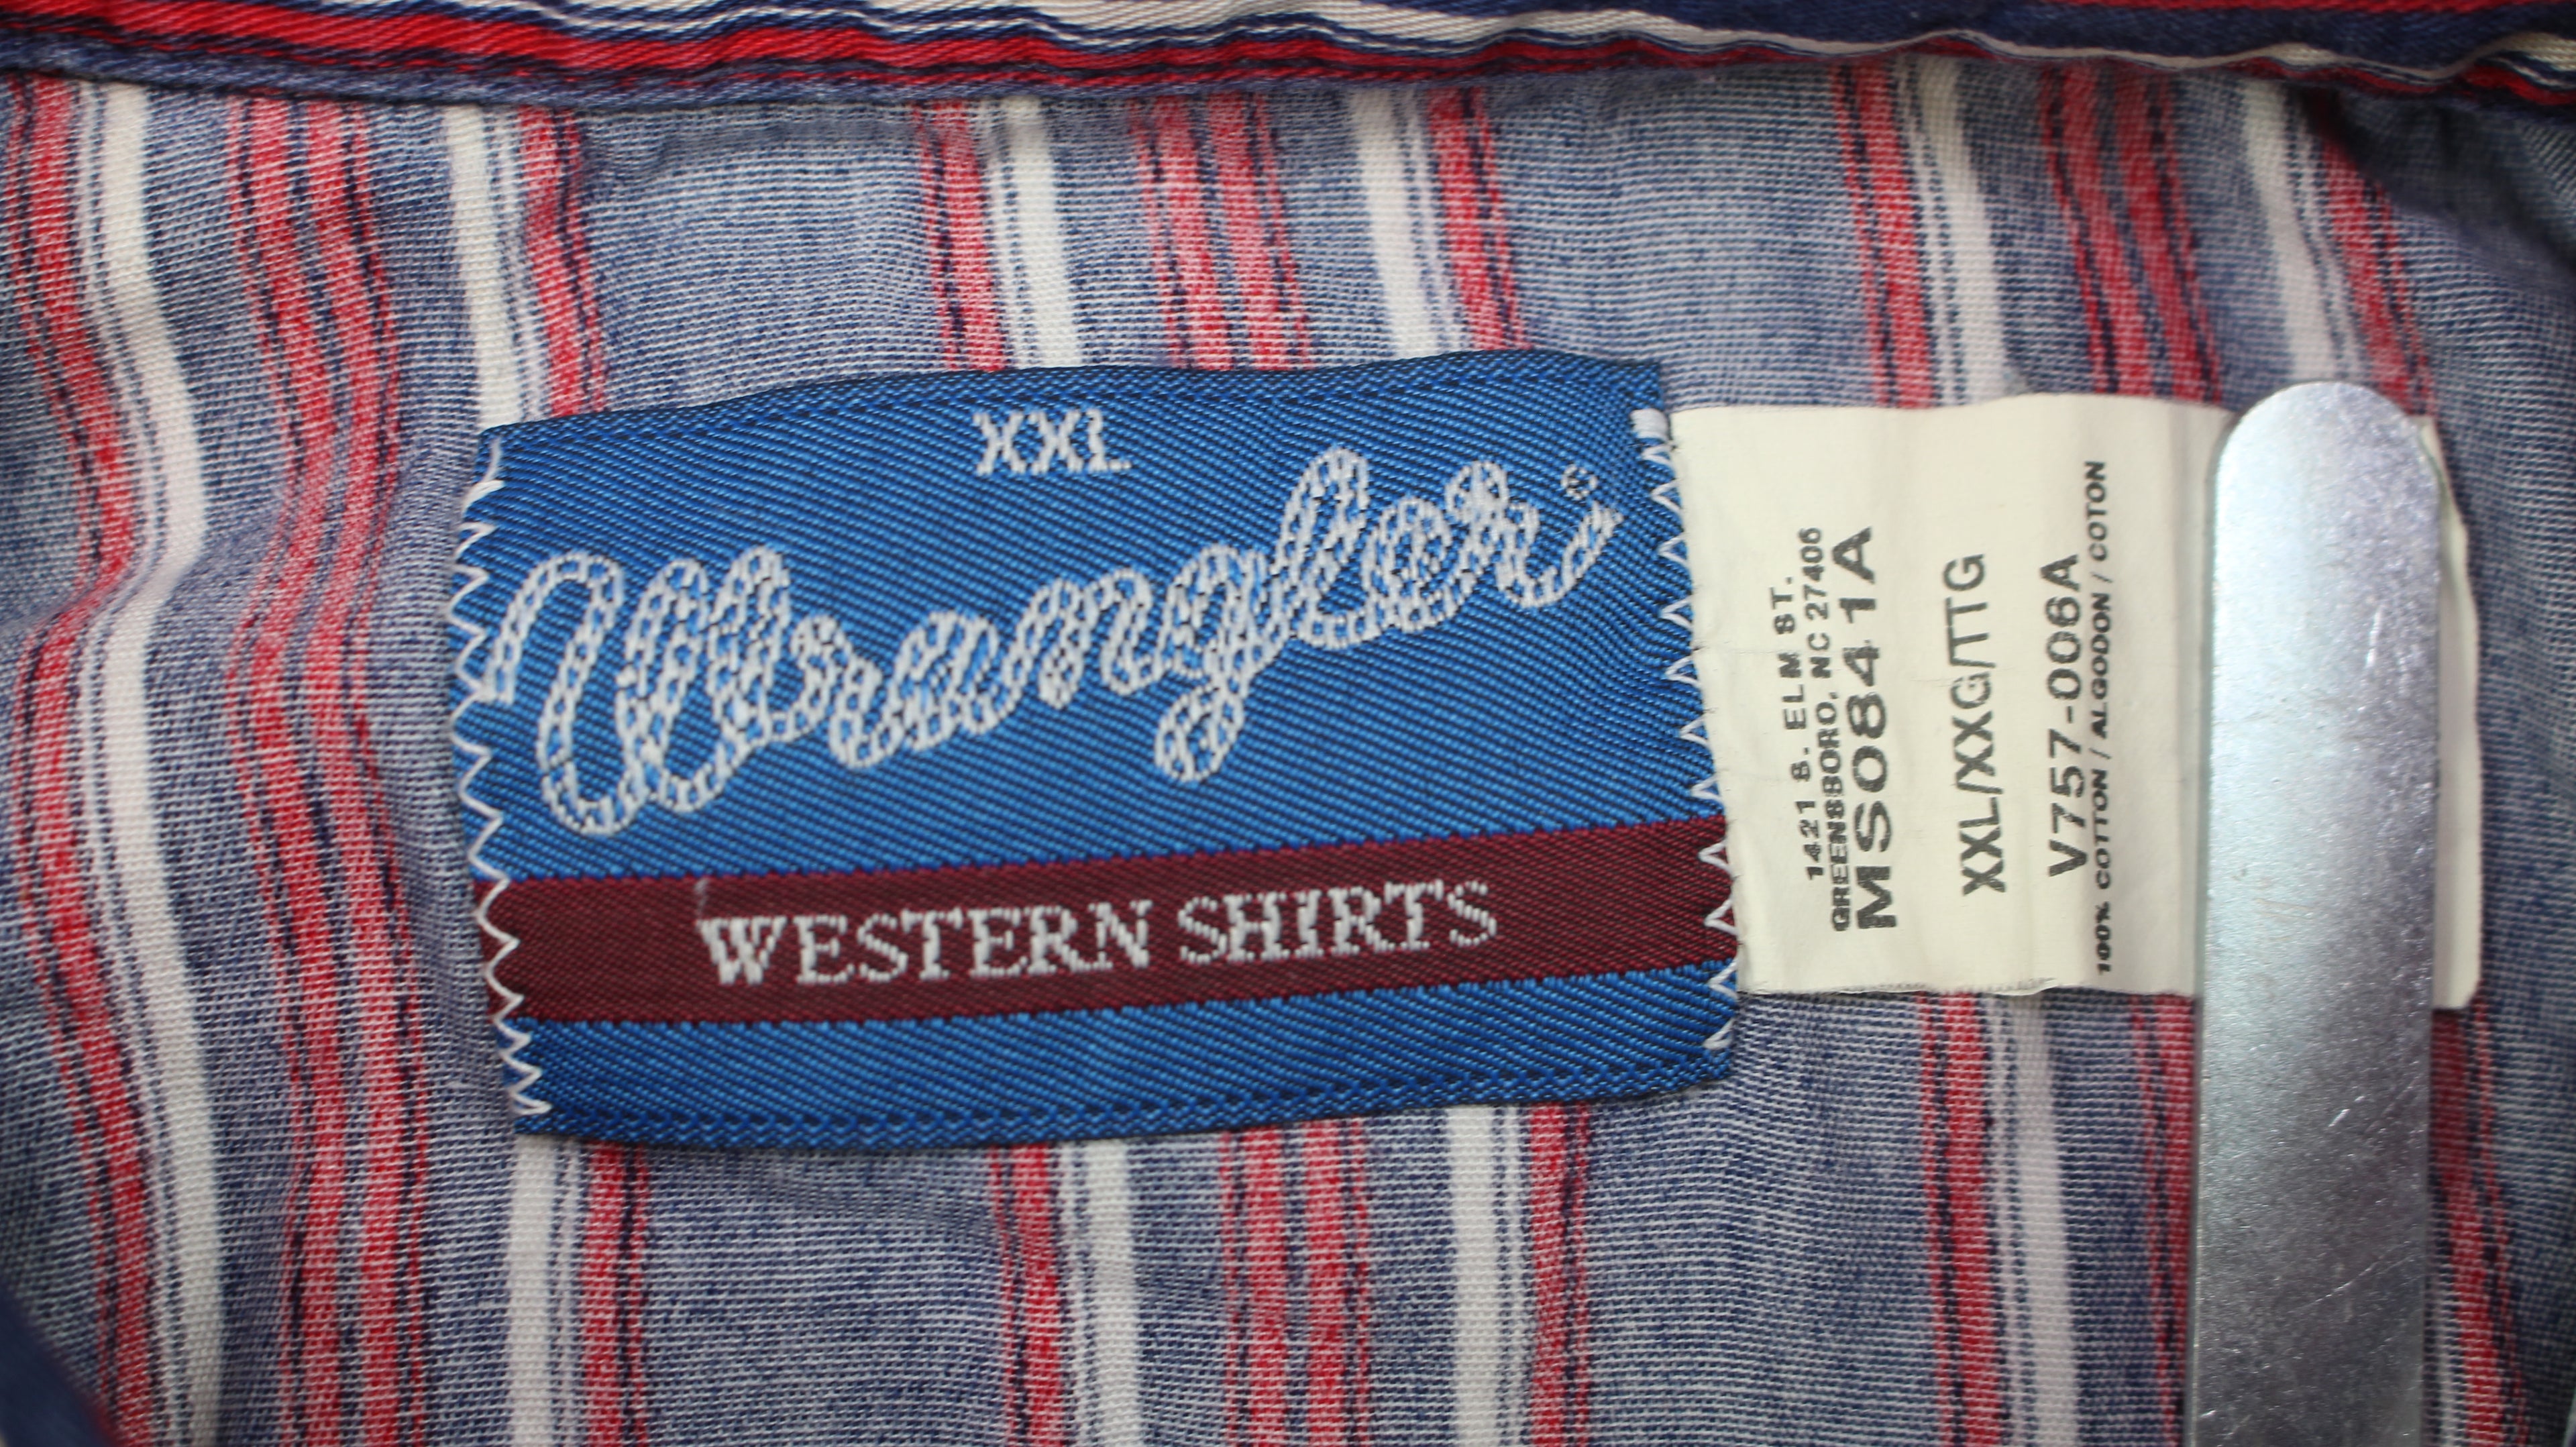 XXL
Wrangler®
WESTERN SHIRTS
1421 S. ELM ST.
GREENSBORO, NC 27406
MS0841A
XXL/XXG/TTG
V757-006A
100% COTTON / ALGODON / COTON